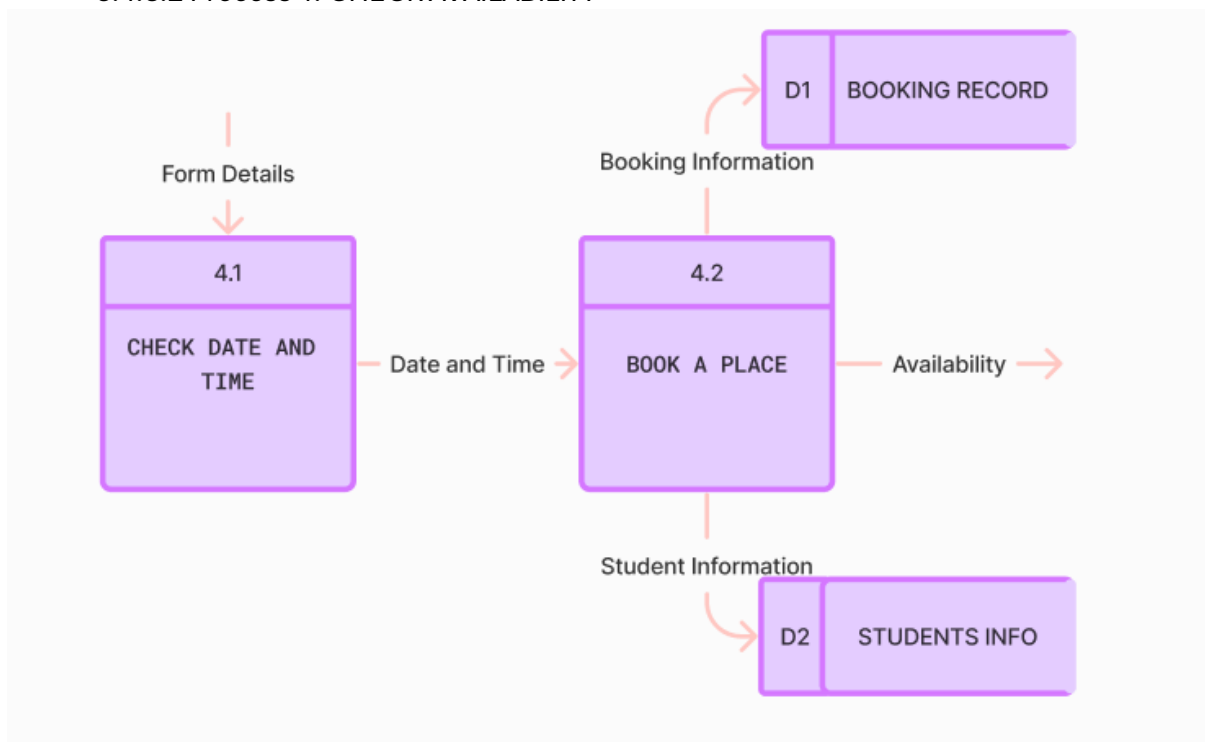 D1
BOOKING RECORD
Form Details
Booking Information
4.1
4.2
CHECK DATE AND
TIME
Date and Time
BOOK A PLACE
Availability
Student Information
D2
STUDENTS INFO